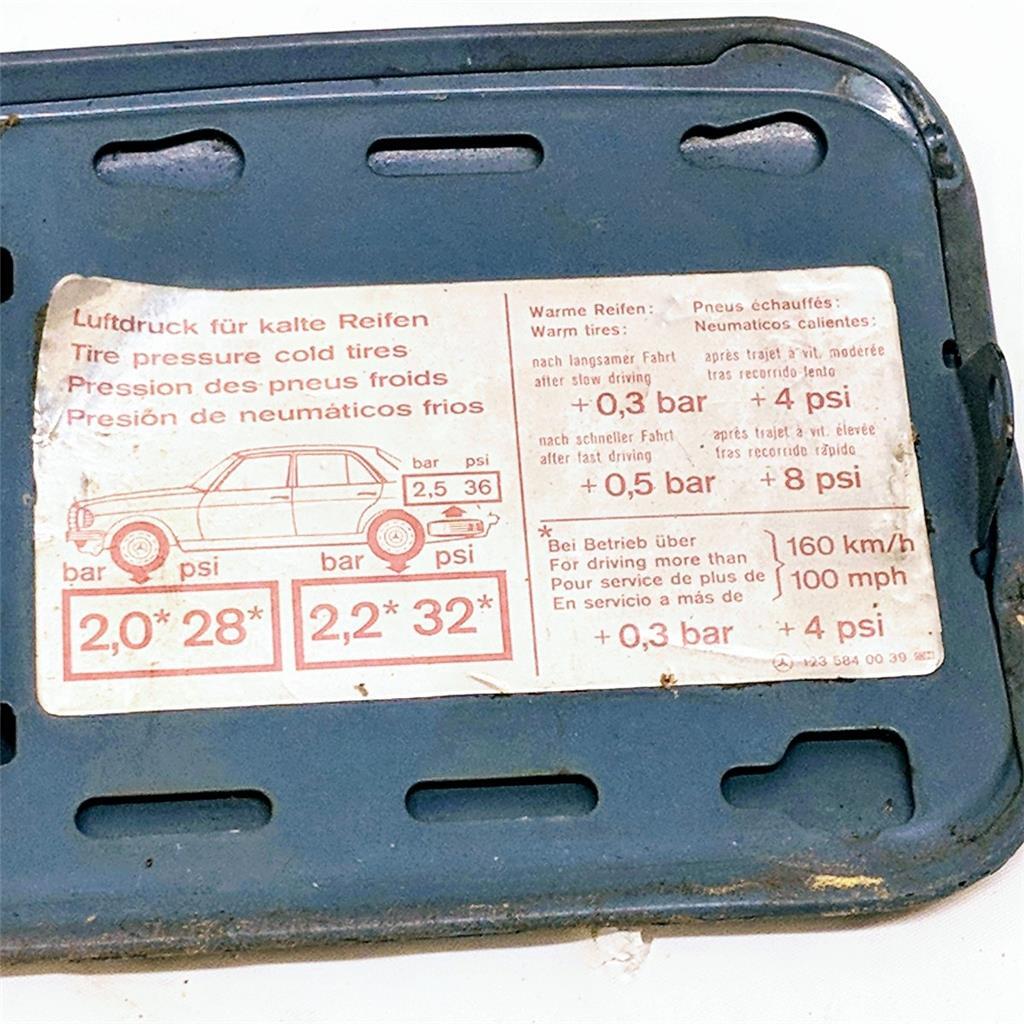 Luftdruck für kalte Reifen
Tire pressure cold tires
Pression des pneus froids
Presión de neumáticos frios
bar psi
2,5 36
bar psi
2,0* 28*
bar psi
2,2* 32*
Warme Reifen: Pneus échauffés:
Warm tires: Neumaticos calientes:
nach langsamer Fahrt après trajet à vit. modérée
after slow driving tras recorrido lento
+ 0,3 bar + 4 psi
nach schneller Fahrt après trajet à vit. élevée
after fast driving tras recorrido rápido
+ 0,5 bar + 8 psi
*Bei Betrieb über
For driving more than
Pour service de plus de
En servicio a más de
160 km/h
100 mph
+ 0,3 bar + 4 psi
123 584 00 39